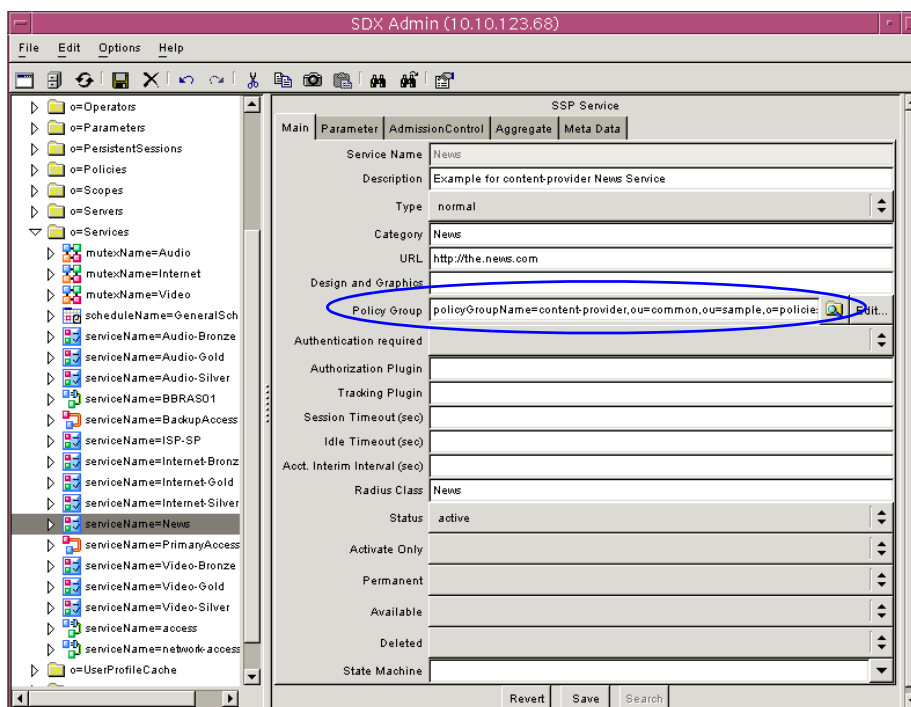 SDX Admin (10.10.123.68)
File Edit Options Help
o=Operators
o=Parameters
o=PersistentSessions
o=Policies
o=Scopes
o=Servers
o=Services
mutexName=Audio
mutexName=Internet
mutexName=Video
scheduleName=GeneralSch
serviceName=Audio-Bronze
serviceName=Audio-Gold
serviceName=Audio-Silver
serviceName=BBRAS01
serviceName=BackupAccess
serviceName=ISP-SP
serviceName=Internet-Bronz
serviceName=Internet-Gold
serviceName=Internet-Silver
serviceName=News
serviceName=PrimaryAccess
serviceName=Video-Bronze
serviceName=Video-Gold
serviceName=Video-Silver
serviceName=access
serviceName=network-access
o=UserProfileCache
SSP Service
Main Parameter AdmissionControl Aggregate Meta Data
Service Name News
Description Example for content-provider News Service
Type normal
Category News
URL http://the.news.com
Design and Graphics
Policy Group policyGroupName=content-provider,ou=common,ou=sample,o=policie: Edit...
Authentication required
Authorization Plugin
Tracking Plugin
Session Timeout (sec)
Idle Timeout (sec)
Acct. Interim Interval (sec)
Radius Class News
Status active
Activate Only
Permanent
Available
Deleted
State Machine
Revert Save Search